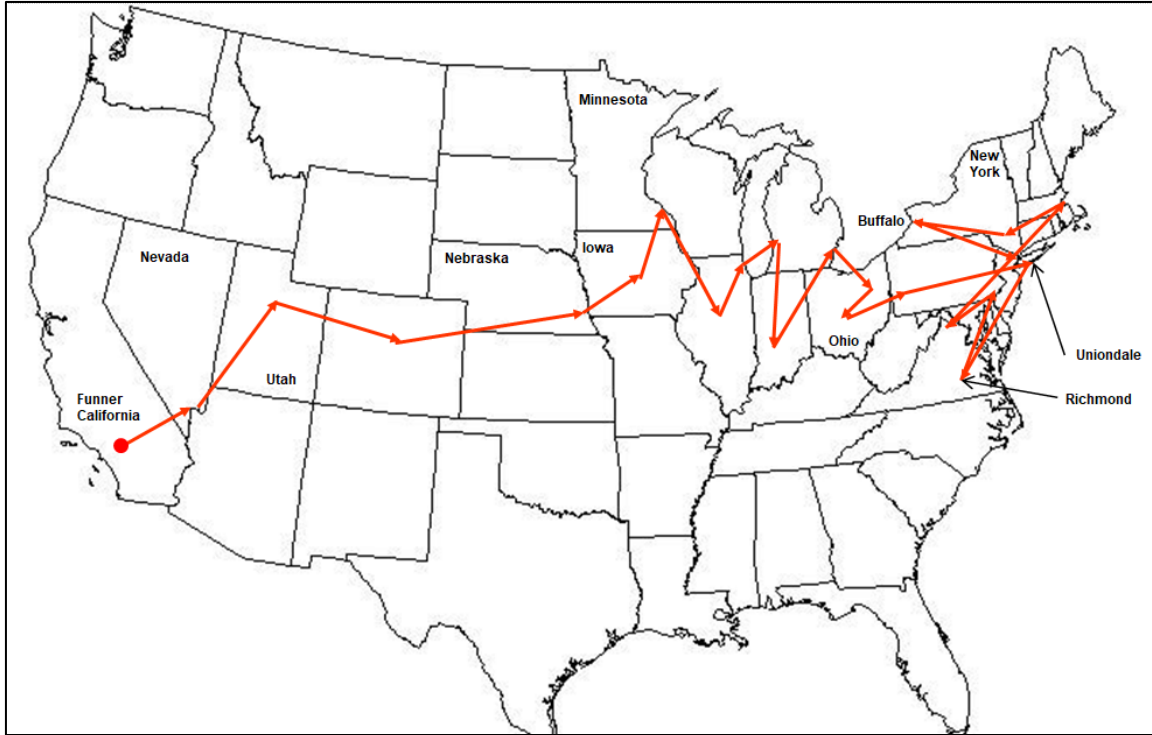 Minnesota
New
York
Buffalo
Nevada
Nebraska
Iowa
Ohio
Uniondale
Utah
Funner
California
Richmond